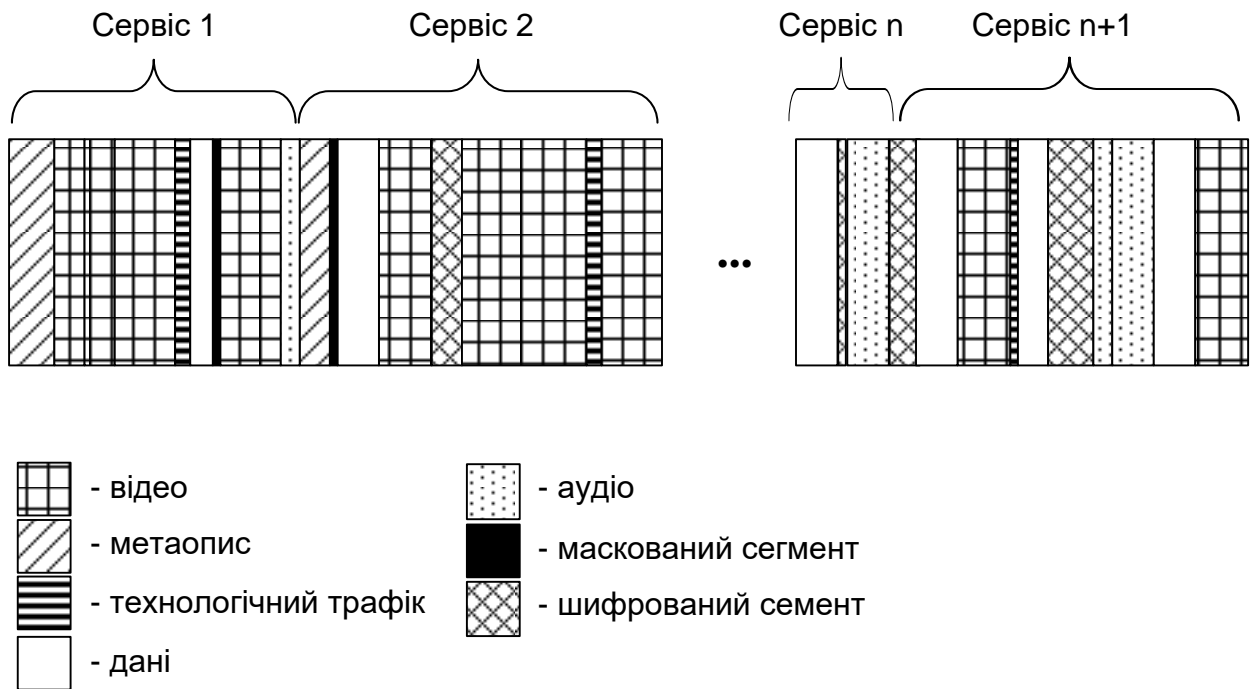 Сервіс 1 Сервіс 2 Сервіс n Сервіс n+1
...
- відео - аудіо
- метаопис - маскований сегмент
- технологічний трафік - шифрований семент
- дані